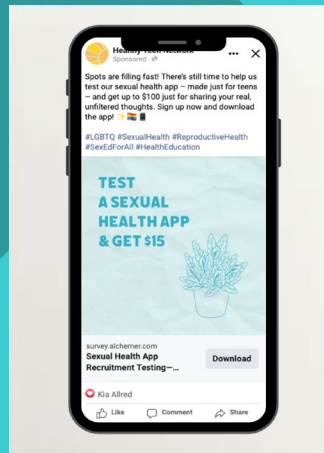 Healthy Teen Network
Sponsored ·
Spots are filling fast! There's still time to help us
test our sexual health app – made just for teens
– and get up to $100 just for sharing your real,
unfiltered thoughts. Sign up now and download
the app! ✨🏳️‍🌈📱
#LGBTQ #SexualHealth #ReproductiveHealth
#SexEdForAll #HealthEducation
TEST
A SEXUAL
HEALTH APP
& GET $15
survey.alchemer.com
Sexual Health App
Recruitment Testing—...
Download
Kia Allred
Like
Comment
Share